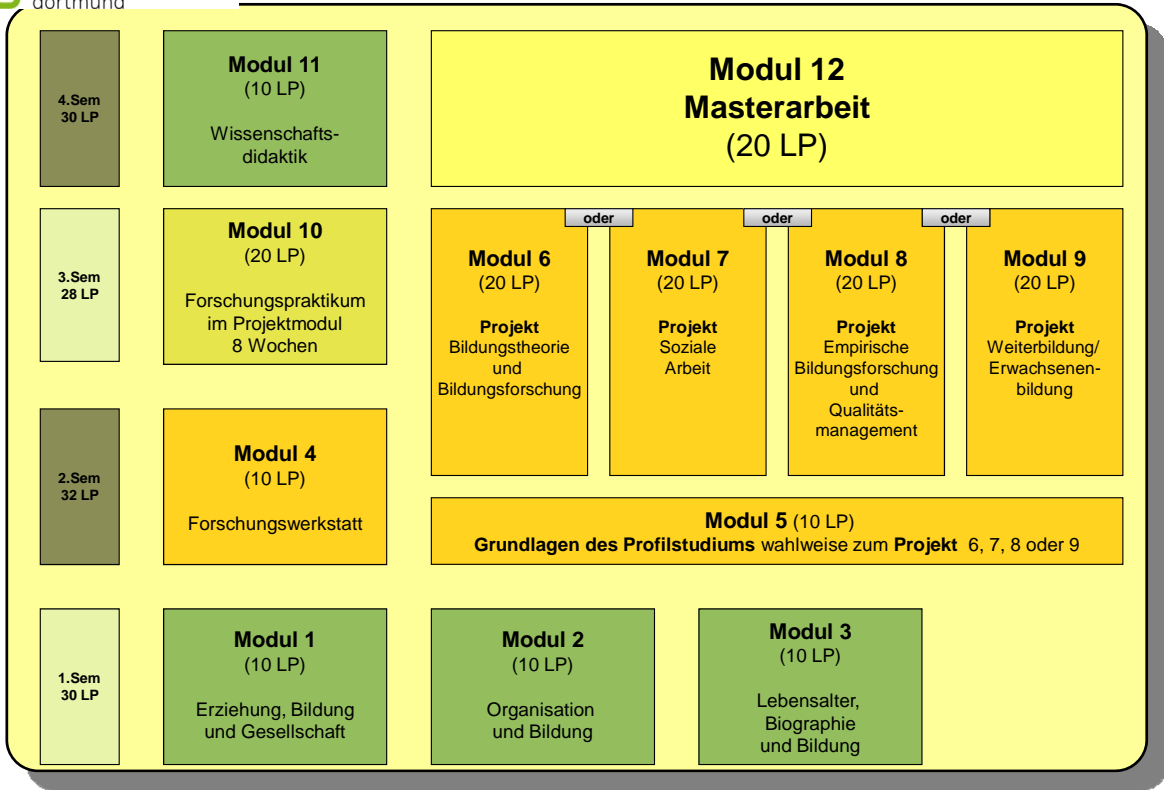 dortmund
4.Sem
30 LP
Modul 11
(10 LP)
Wissenschafts-
didaktik
Modul 12
Masterarbeit
(20 LP)
3.Sem
28 LP
Modul 10
(20 LP)
Forschungspraktikum
im Projektmodul
8 Wochen
oder
oder
oder
Modul 6
(20 LP)
Projekt
Bildungstheorie
und
Bildungsforschung
Modul 7
(20 LP)
Projekt
Soziale
Arbeit
Modul 8
(20 LP)
Projekt
Empirische
Bildungsforschung
und
Qualitäts-
management
Modul 9
(20 LP)
Projekt
Weiterbildung/
Erwachsenen-
bildung
2.Sem
32 LP
Modul 4
(10 LP)
Forschungswerkstatt
Modul 5 (10 LP)
Grundlagen des Profilstudiums wahlweise zum Projekt 6, 7, 8 oder 9
1.Sem
30 LP
Modul 1
(10 LP)
Erziehung, Bildung
und Gesellschaft
Modul 2
(10 LP)
Organisation
und Bildung
Modul 3
(10 LP)
Lebensalter,
Biographie
und Bildung